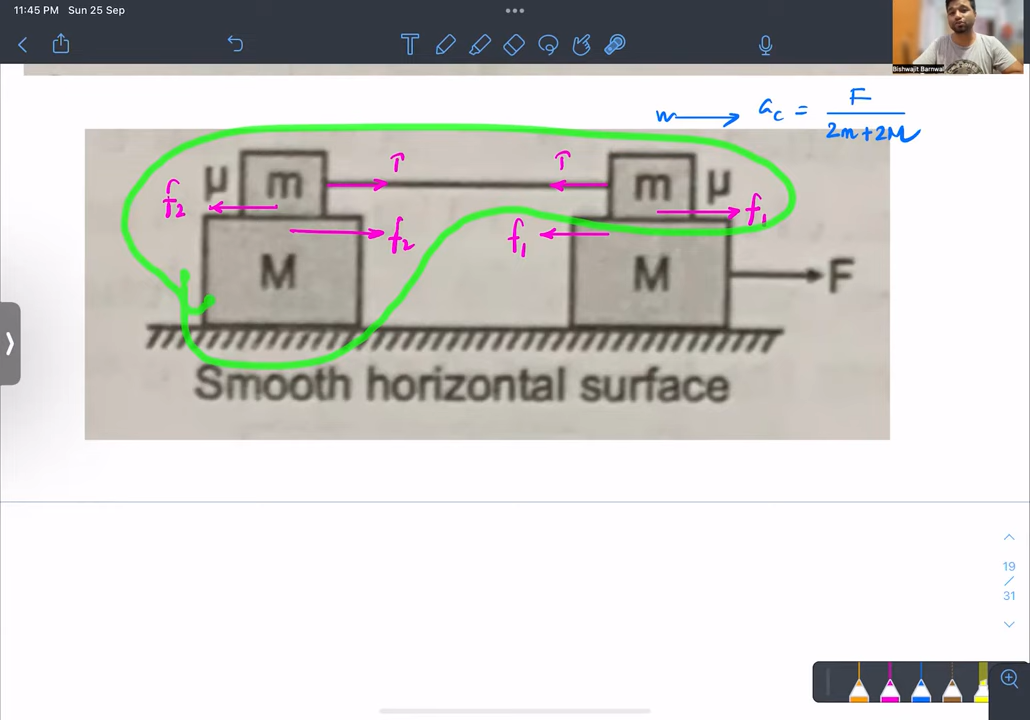 11:45 PM Sun 25 Sep
Bishwajit Barnwal
m → a_c = F / (2m+2M)
T T
μ m m μ
f₂ f₁
f₂ f₁
M M F
Smooth horizontal surface
19
/
31